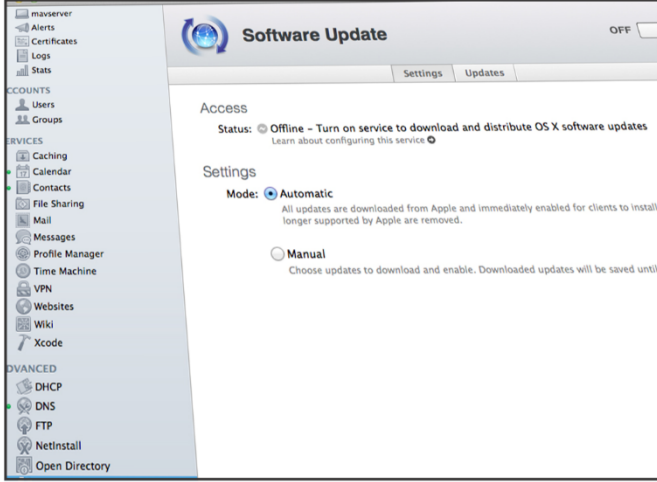 mavserver
Alerts
Certificates
Logs
Stats
CCOUNTS
Users
Groups
ERVICES
Caching
Calendar
Contacts
File Sharing
Mail
Messages
Profile Manager
Time Machine
VPN
Websites
Wiki
Xcode
DVANCED
DHCP
DNS
FTP
NetInstall
Open Directory
Software Update
OFF
Settings Updates
Access
Status: Offline – Turn on service to download and distribute OS X software updates
Learn about configuring this service
Settings
Mode: Automatic
All updates are downloaded from Apple and immediately enabled for clients to install
longer supported by Apple are removed.
Manual
Choose updates to download and enable. Downloaded updates will be saved until